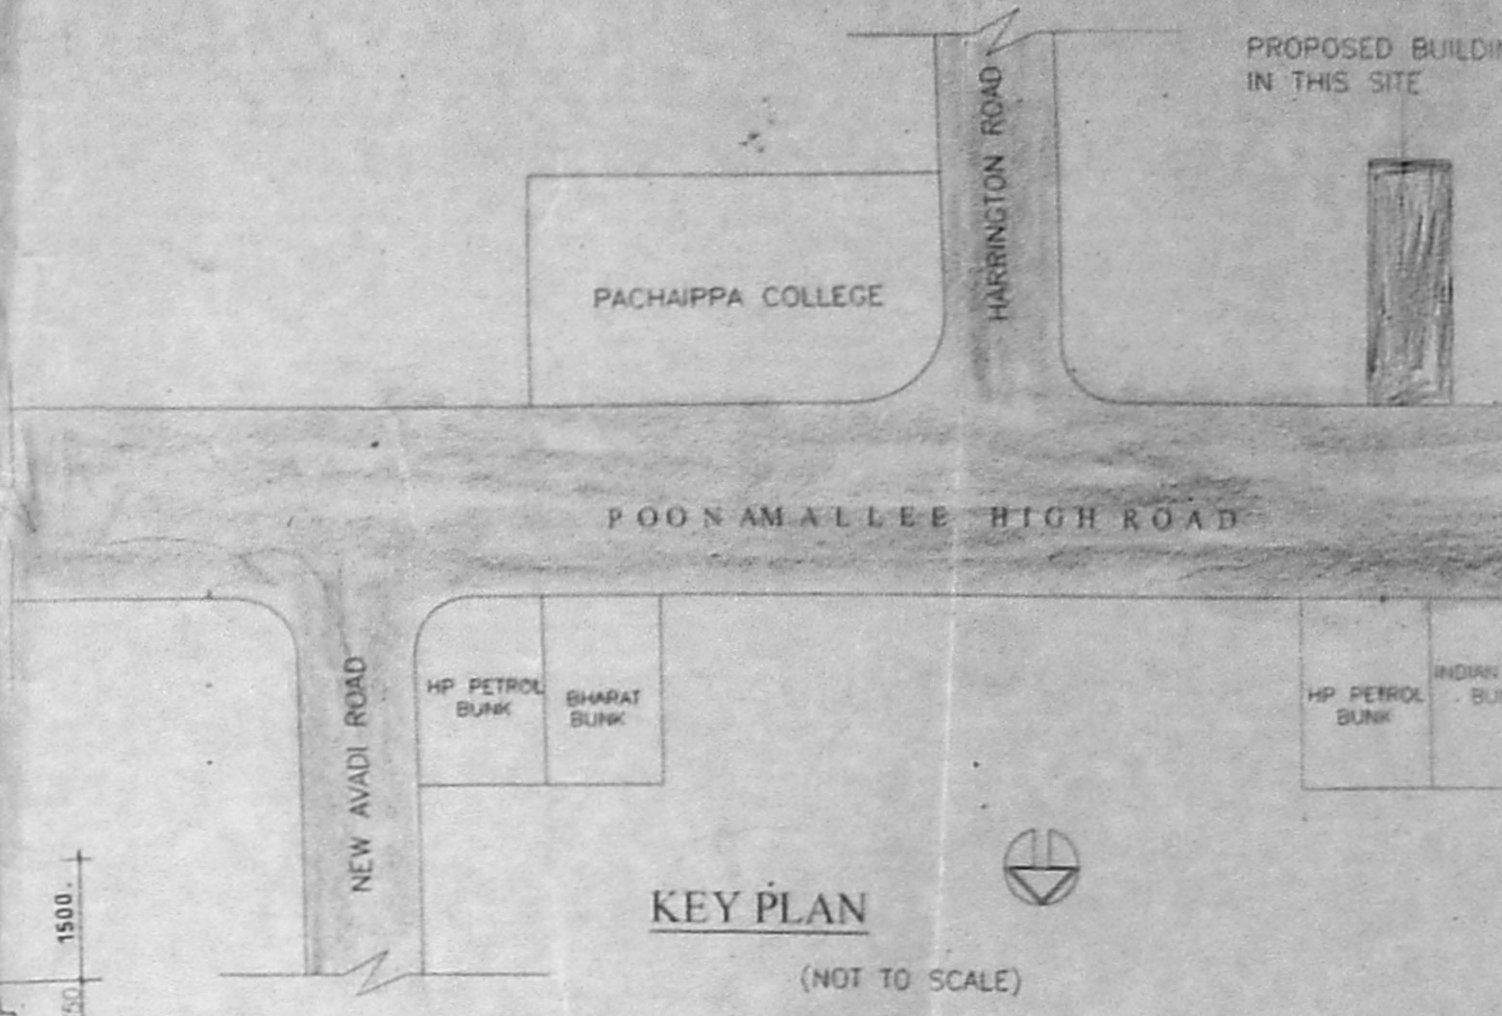 PROPOSED
IN THIS SITE
HARRINGTON ROAD
PACHAIPPA COLLEGE
POONAMALLEE HIGH ROAD
NEW AVADI ROAD
HP PETROL
BUNK
BHARAT
BUNK
HP PETROL
BUNK
INDIAN
KEY PLAN
(NOT TO SCALE)
1500.
50